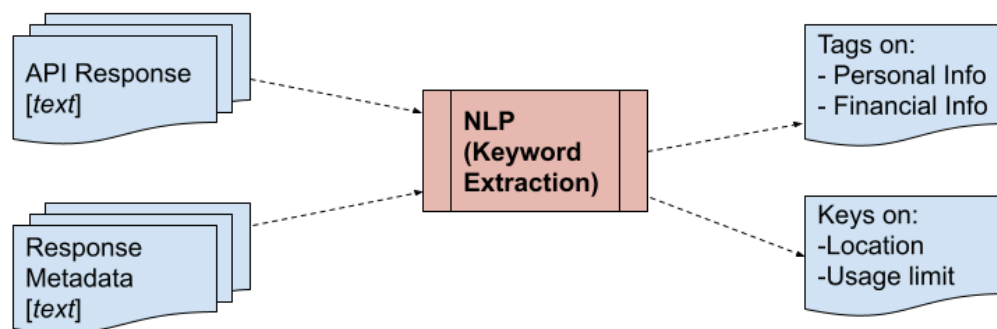 API Response
[text]
Response
Metadata
[text]
NLP
(Keyword
Extraction)
Tags on:
- Personal Info
- Financial Info
Keys on:
-Location
-Usage limit